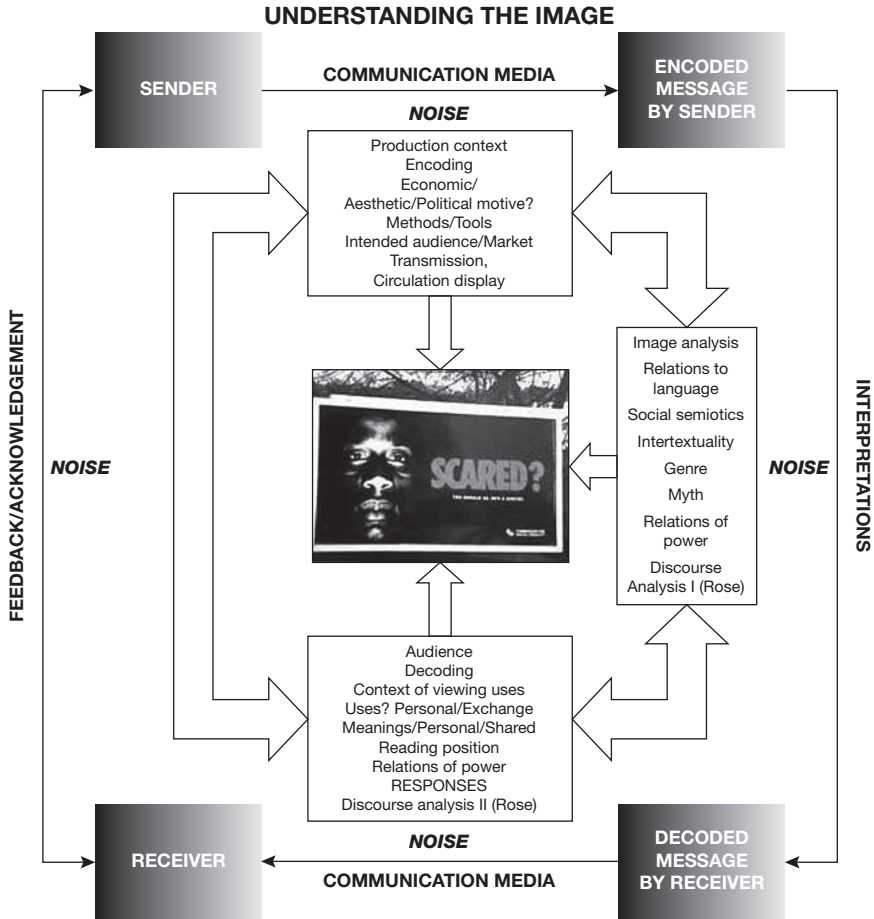 UNDERSTANDING THE IMAGE
SENDER
COMMUNICATION MEDIA
ENCODED
MESSAGE
BY SENDER
NOISE
Production context
Encoding
Economic/
Aesthetic/Political motive?
Methods/Tools
Intended audience/Market
Transmission,
Circulation display
FEEDBACK/ACKNOWLEDGEMENT
NOISE
SCARED?
YOU SHOULD BE.
Image analysis
Relations to
language
Social semiotics
Intertextuality
Genre
Myth
Relations of
power
Discourse
Analysis I (Rose)
NOISE
INTERPRETATIONS
Audience
Decoding
Context of viewing uses
Uses? Personal/Exchange
Meanings/Personal/Shared
Reading position
Relations of power
RESPONSES
Discourse analysis II (Rose)
NOISE
RECEIVER
COMMUNICATION MEDIA
DECODED
MESSAGE
BY RECEIVER